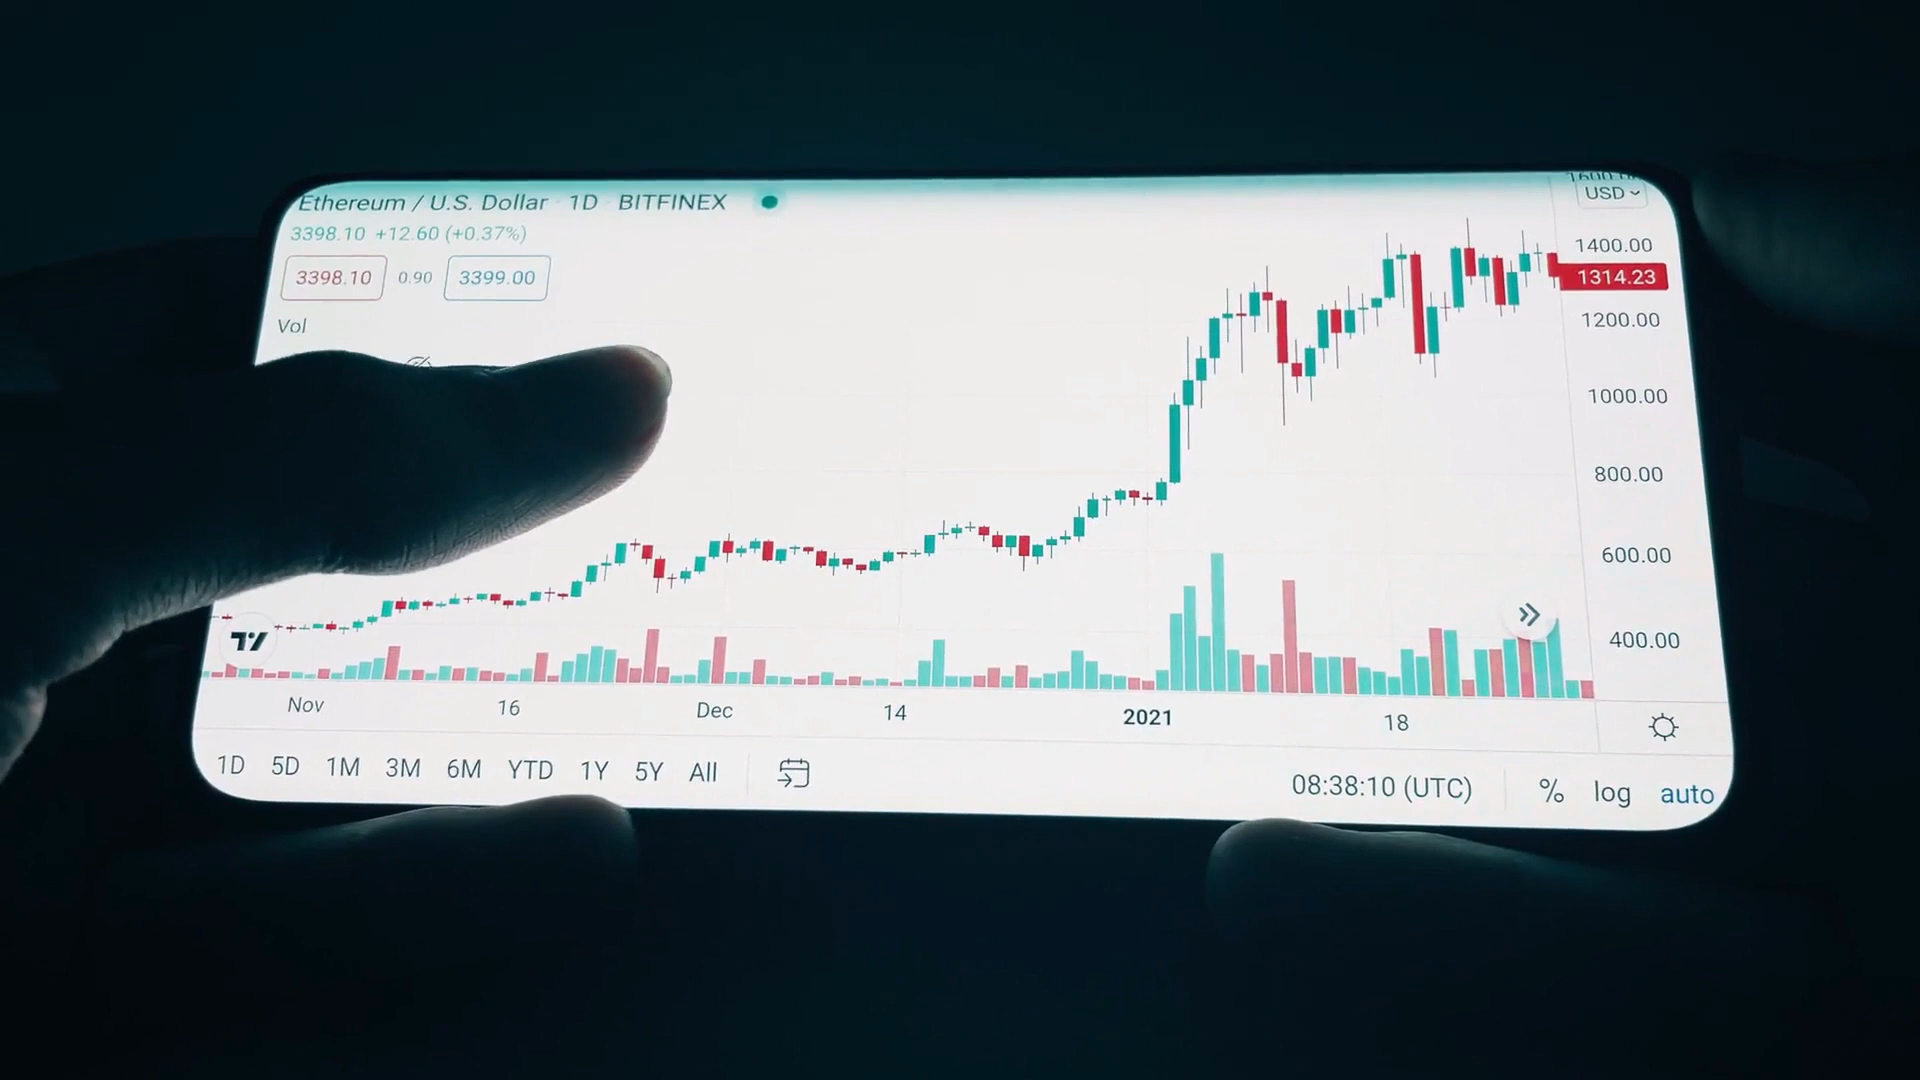 Ethereum / U.S. Dollar · 1D · BITFINEX
3398.10 +12.60 (+0.37%)
3398.10 0.90 3399.00
Vol
USD
1400.00
1314.23
1200.00
1000.00
800.00
600.00
400.00
Nov 16 Dec 14 2021 18
1D 5D 1M 3M 6M YTD 1Y 5Y All
08:38:10 (UTC) % log auto